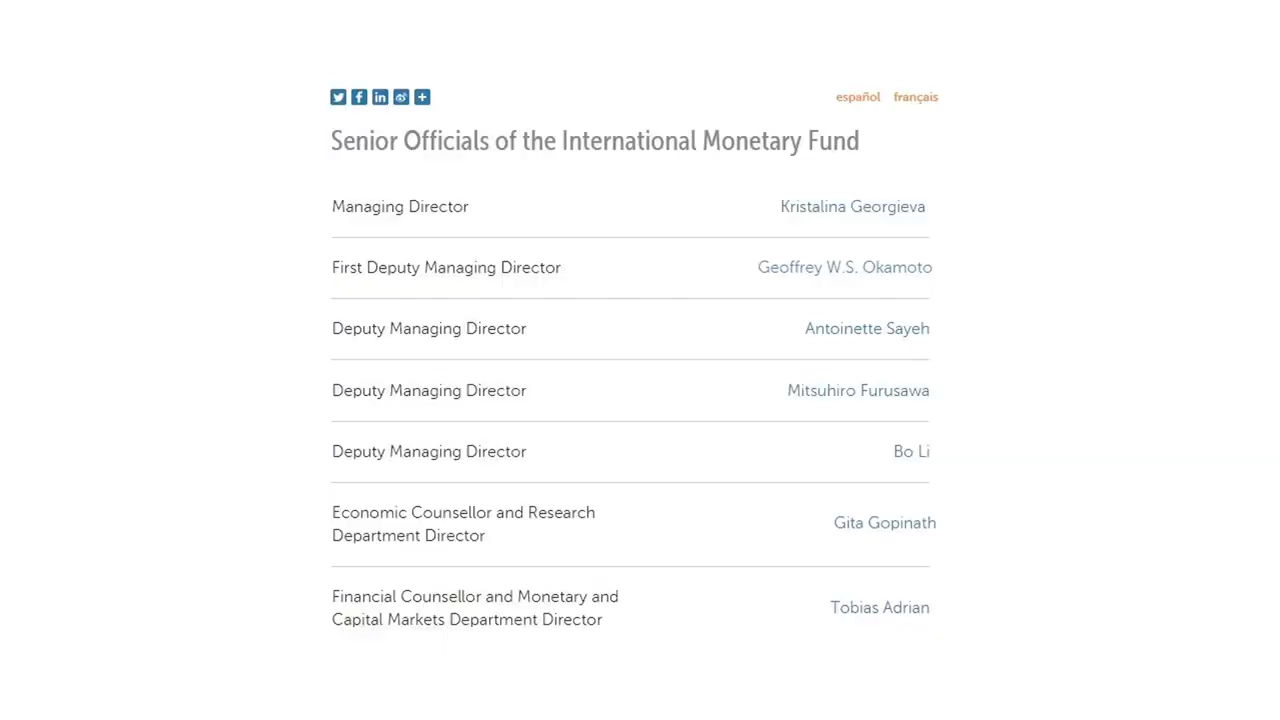 español français
Senior Officials of the International Monetary Fund
Managing Director Kristalina Georgieva
First Deputy Managing Director Geoffrey W.S. Okamoto
Deputy Managing Director Antoinette Sayeh
Deputy Managing Director Mitsuhiro Furusawa
Deputy Managing Director Bo Li
Economic Counsellor and Research
Department Director
Gita Gopinath
Financial Counsellor and Monetary and
Capital Markets Department Director
Tobias Adrian